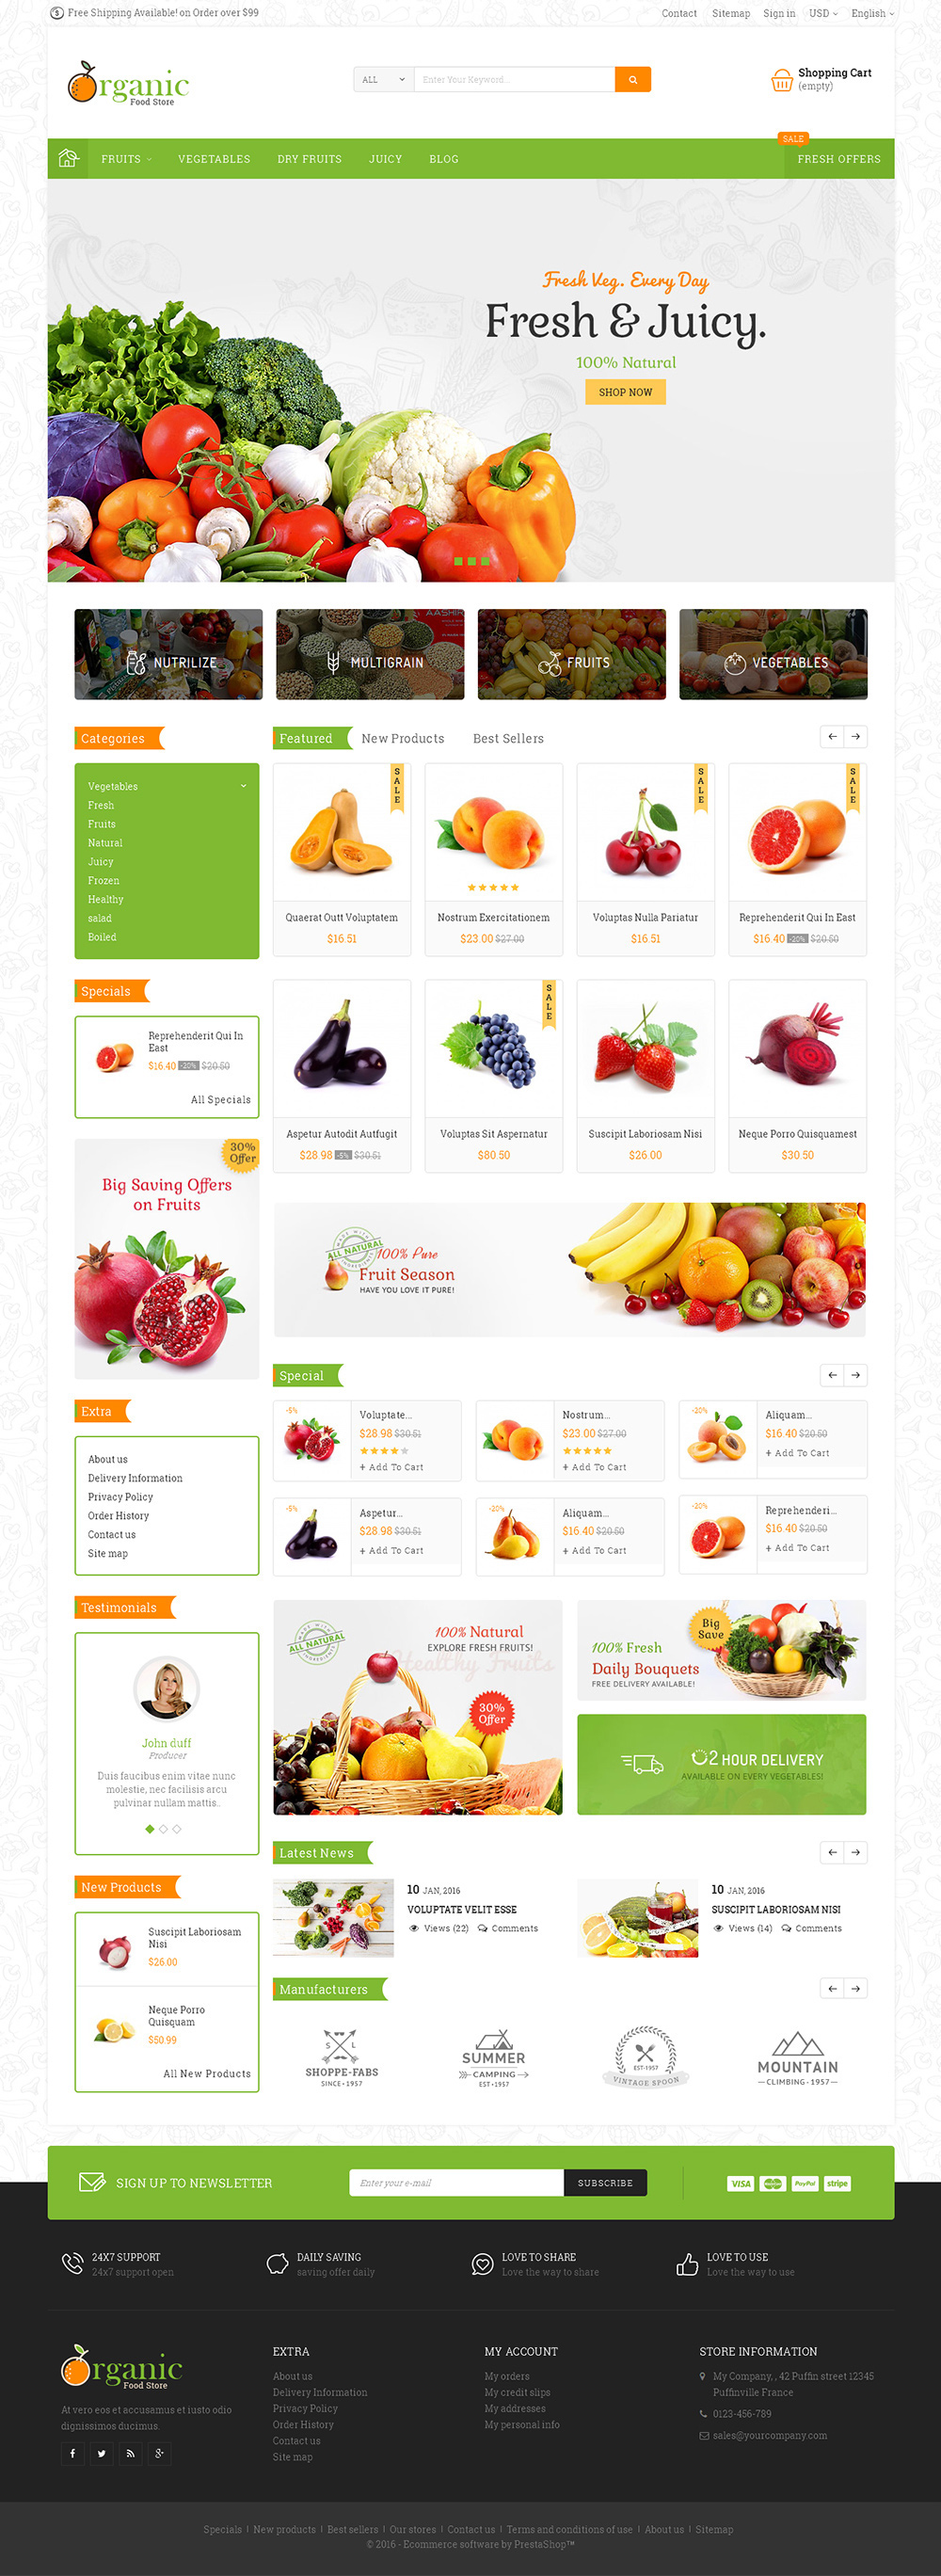 Free Shipping Available! on Order over $99
Contact Sitemap Sign in USD English
Organic
Food Store
ALL Enter Your Keyword...
Shopping Cart
(empty)
SALE
FRUITS VEGETABLES DRY FRUITS JUICY BLOG FRESH OFFERS
Fresh Veg. Every Day
Fresh & Juicy.
100% Natural
SHOP NOW
NUTRILIZE MULTIGRAIN FRUITS VEGETABLES
Categories
Vegetables
Fresh
Fruits
Natural
Juicy
Frozen
Healthy
salad
Boiled
Featured New Products Best Sellers
SALE
Quaerat Outt Voluptatem
$16.51
Nostrum Exercitationem
$23.00 $27.00
SALE
Voluptas Nulla Pariatur
$16.51
SALE
Reprehenderit Qui In East
$16.40 -20% $20.50
Aspetur Autodit Autfugit
$28.98 -5% $30.51
SALE
Voluptas Sit Aspernatur
$80.50
Suscipit Laboriosam Nisi
$26.00
Neque Porro Quisquamest
$30.50
Specials
Reprehenderit Qui In
East
$16.40 -20% $20.50
All Specials
30%
Offer
Big Saving Offers
on Fruits
ALL NATURAL
INGREDIENTS
100% Pure
Fruit Season
HAVE YOU LOVE IT PURE!
Extra
About us
Delivery Information
Privacy Policy
Order History
Contact us
Site map
Special
-5%
Voluptate...
$28.98 $30.51
+ Add To Cart
Nostrum...
$23.00 $27.00
+ Add To Cart
-20%
Aliquam...
$16.40 $20.50
+ Add To Cart
-5%
Aspetur...
$28.98 $30.51
+ Add To Cart
-20%
Aliquam...
$16.40 $20.50
+ Add To Cart
-20%
Reprehenderi...
$16.40 $20.50
+ Add To Cart
Testimonials
John duff
Producer
Duis faucibus enim vitae nunc
molestie, nec facilisis arcu
pulvinar nullam mattis..
ALL NATURAL
INGREDIENTS
100% Natural
EXPLORE FRESH FRUITS!
Healthy Fruits
30%
Offer
Big
Save
100% Fresh
Daily Bouquets
FREE DELIVERY AVAILABLE!
02 HOUR DELIVERY
AVAILABLE ON EVERY VEGETABLES!
New Products
Suscipit Laboriosam
Nisi
$26.00
Neque Porro
Quisquam
$50.99
All New Products
Latest News
10 JAN, 2016
VOLUPTATE VELIT ESSE
Views (22) Comments
10 JAN, 2016
SUSCIPIT LABORIOSAM NISI
Views (14) Comments
Manufacturers
S L
SHOPPE-FABS
SINCE • 1957
SUMMER
CAMPING
EST • 1957
EST-1957
VINTAGE SPOON
MOUNTAIN
CLIMBING - 1957
SIGN UP TO NEWSLETTER
Enter your e-mail SUBSCRIBE
VISA PayPal stripe
24X7 SUPPORT
24x7 support open
DAILY SAVING
saving offer daily
LOVE TO SHARE
Love the way to share
LOVE TO USE
Love the way to use
Organic
Food Store
At vero eos et accusamus et iusto odio
dignissimos ducimus.
EXTRA
About us
Delivery Information
Privacy Policy
Order History
Contact us
Site map
MY ACCOUNT
My orders
My credit slips
My addresses
My personal info
STORE INFORMATION
My Company, , 42 Puffin street 12345
Puffinville France
0123-456-789
sales@yourcompany.com
Specials | New products | Best sellers | Our stores | Contact us | Terms and conditions of use | About us | Sitemap
© 2016 - Ecommerce software by PrestaShop™